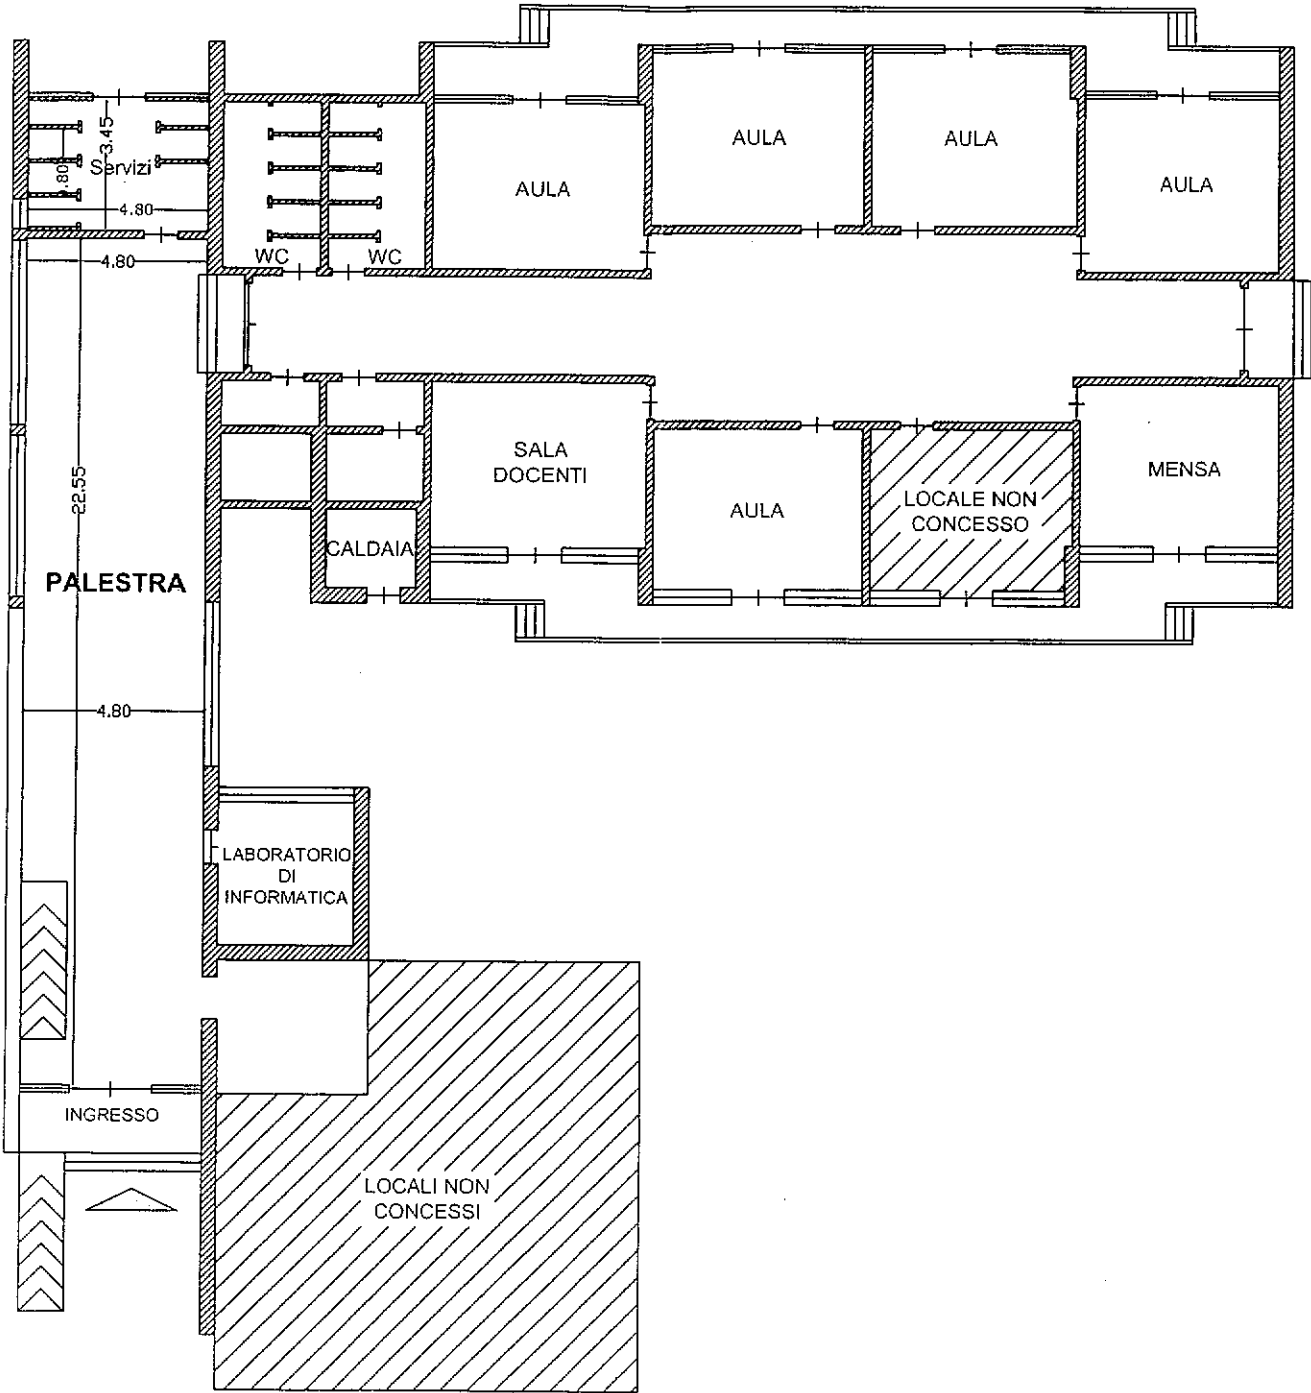 AULA
AULA
AULA
AULA
3.45
.80
Servizi
4.80
4.80
WC
WC
22.55
SALA
DOCENTI
AULA
LOCALE NON
CONCESSO
MENSA
CALDAIA
PALESTRA
4.80
LABORATORIO
DI
INFORMATICA
INGRESSO
LOCALI NON
CONCESSI